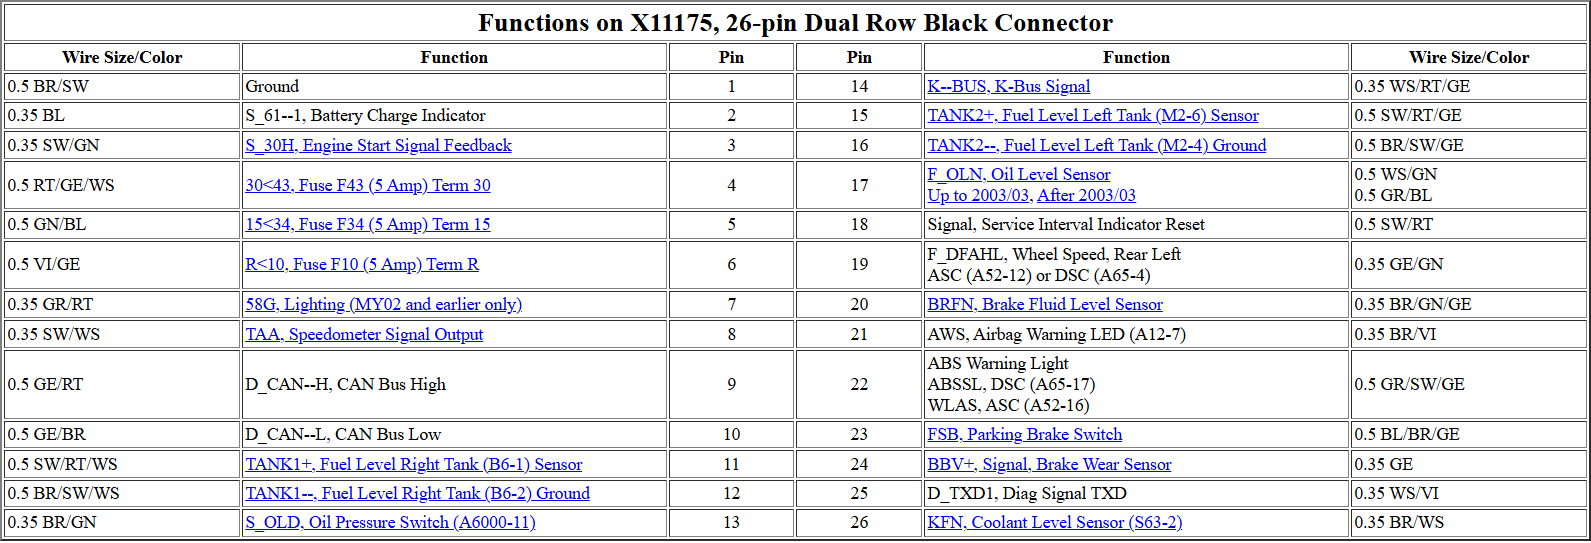 Functions on X11175, 26-pin Dual Row Black Connector
Wire Size/Color Function Pin Pin Function Wire Size/Color
0.5 BR/SW Ground 1 14 K--BUS, K-Bus Signal 0.35 WS/RT/GE
0.35 BL S_61--1, Battery Charge Indicator 2 15 TANK2+, Fuel Level Left Tank (M2-6) Sensor 0.5 SW/RT/GE
0.35 SW/GN S_30H, Engine Start Signal Feedback 3 16 TANK2--, Fuel Level Left Tank (M2-4) Ground 0.5 BR/SW/GE
0.5 RT/GE/WS 30<43, Fuse F43 (5 Amp) Term 30 4 17 F_OLN, Oil Level Sensor 0.5 WS/GN
Up to 2003/03, After 2003/03 0.5 GR/BL
0.5 GN/BL 15<34, Fuse F34 (5 Amp) Term 15 5 18 Signal, Service Interval Indicator Reset 0.5 SW/RT
0.5 VI/GE R<10, Fuse F10 (5 Amp) Term R 6 19 F_DFAHL, Wheel Speed, Rear Left 0.35 GE/GN
ASC (A52-12) or DSC (A65-4)
0.35 GR/RT 58G, Lighting (MY02 and earlier only) 7 20 BRFN, Brake Fluid Level Sensor 0.35 BR/GN/GE
0.35 SW/WS TAA, Speedometer Signal Output 8 21 AWS, Airbag Warning LED (A12-7) 0.35 BR/VI
ABS Warning Light
0.5 GE/RT D_CAN--H, CAN Bus High 9 22 ABSSL, DSC (A65-17) 0.5 GR/SW/GE
WLAS, ASC (A52-16)
0.5 GE/BR D_CAN--L, CAN Bus Low 10 23 FSB, Parking Brake Switch 0.5 BL/BR/GE
0.5 SW/RT/WS TANK1+, Fuel Level Right Tank (B6-1) Sensor 11 24 BBV+, Signal, Brake Wear Sensor 0.35 GE
0.5 BR/SW/WS TANK1--, Fuel Level Right Tank (B6-2) Ground 12 25 D_TXD1, Diag Signal TXD 0.35 WS/VI
0.35 BR/GN S_OLD, Oil Pressure Switch (A6000-11) 13 26 KFN, Coolant Level Sensor (S63-2) 0.35 BR/WS